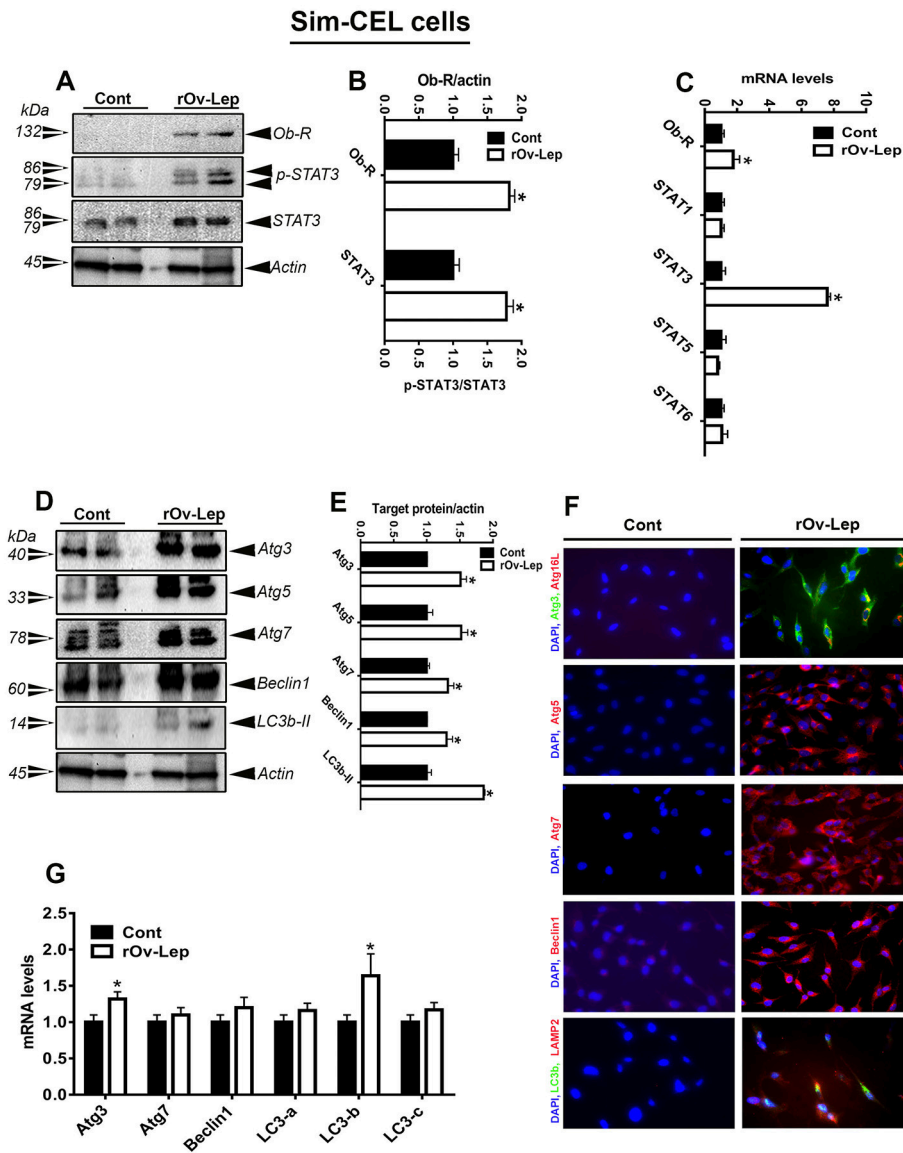 Sim-CEL cells
A
Cont rOv-Lep
kDa
132 Ob-R
86
79 p-STAT3
86
79 STAT3
45 Actin
B
Ob-R/actin
0.0 0.5 1.0 1.5 2.0
Cont
rOv-Lep
Ob-R
*
STAT3
*
0.0 0.5 1.0 1.5 2.0
p-STAT3/STAT3
C
mRNA levels
0 2 4 6 8 10
Cont
rOv-Lep
Ob-R
*
STAT1
STAT3
*
STAT5
STAT6
D
Cont rOv-Lep
kDa
40 Atg3
33 Atg5
78 Atg7
60 Beclin1
14 LC3b-II
45 Actin
E
Target protein/actin
0.0 0.5 1.0 1.5 2.0
Cont
rOv-Lep
Atg3
*
Atg5
*
Atg7
*
Beclin1
*
LC3b-II
*
F
Cont rOv-Lep
DAPI, Atg3, Atg16L
DAPI, Atg5
DAPI, Atg7
DAPI, Beclin1
DAPI, LC3b, LAMP2
G
mRNA levels
2.5
2.0
1.5
1.0
0.5
0.0
Cont
rOv-Lep
* *
Atg3 Atg7 Beclin1 LC3-a LC3-b LC3-c